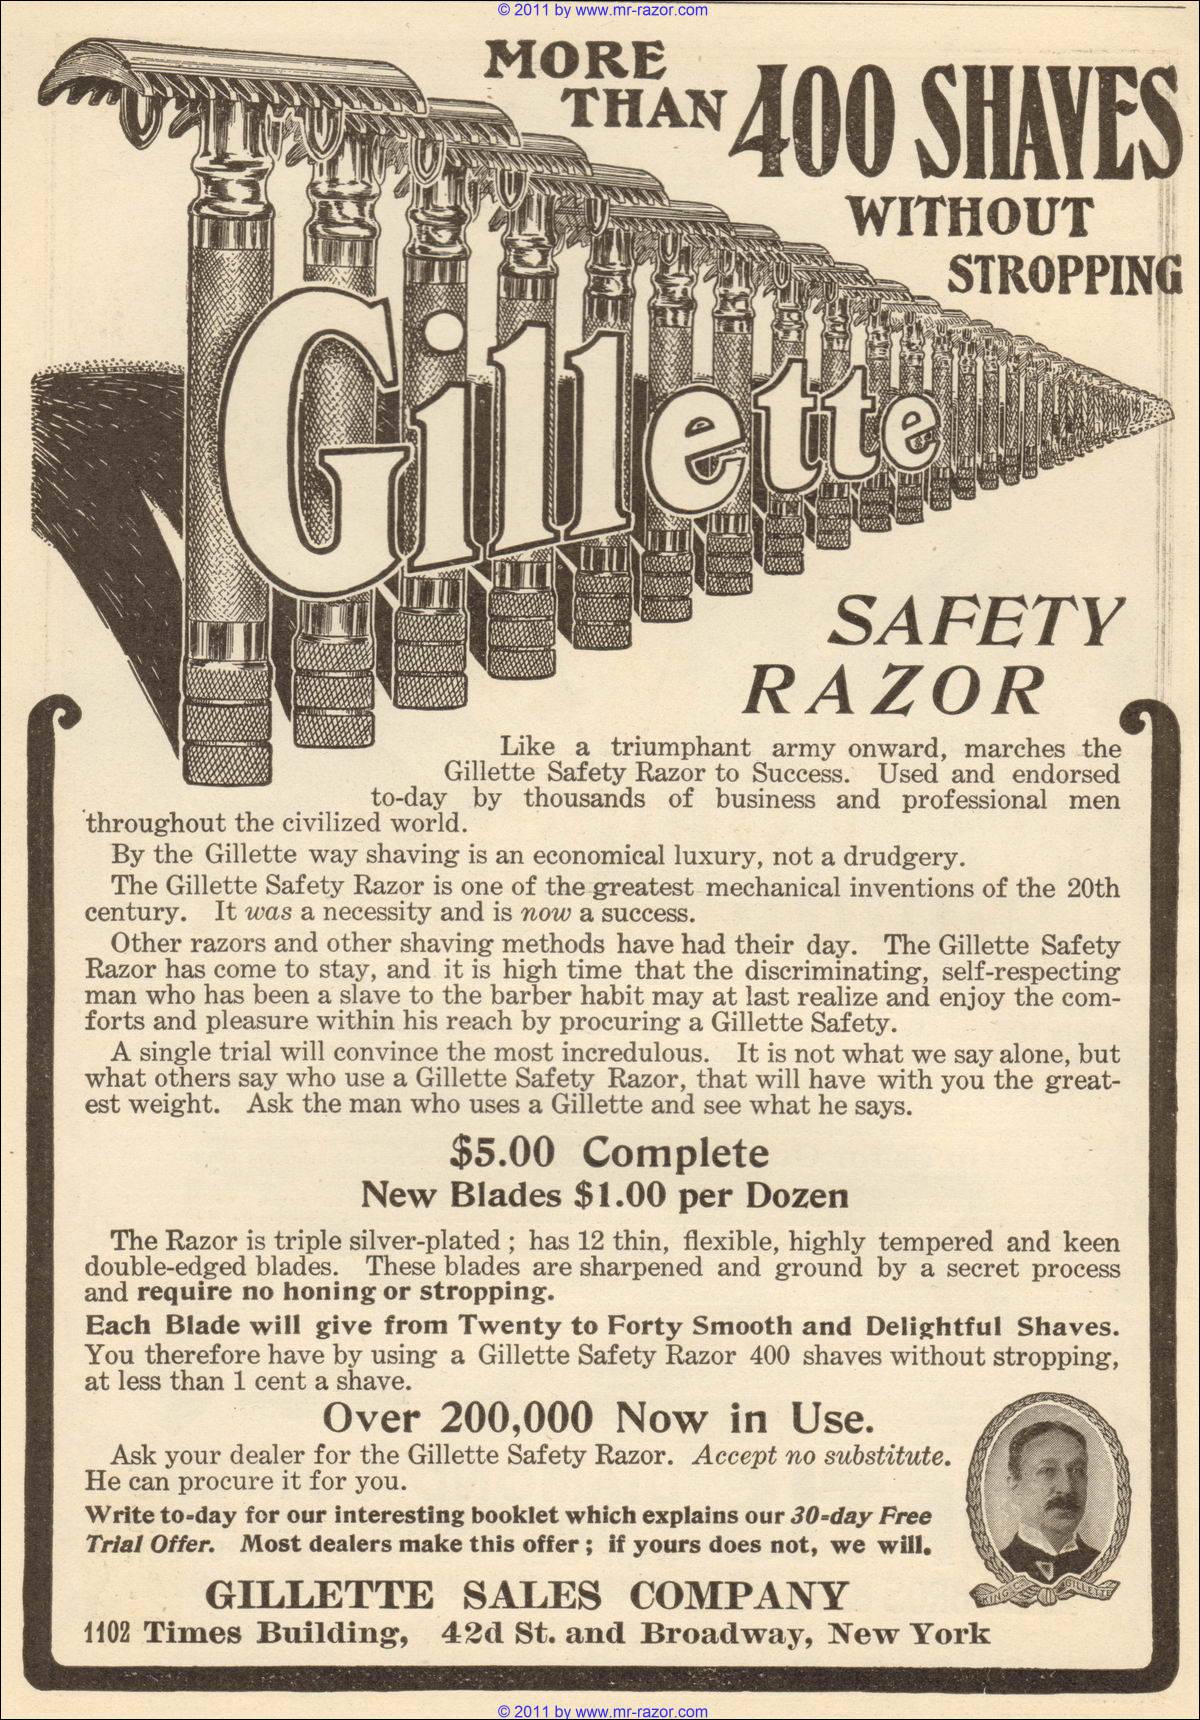 © 2011 by www.mr-razor.com
MORE
THAN 400 SHAVES
WITHOUT
STROPPING
Gillette
SAFETY
RAZOR
Like a triumphant army onward, marches the
Gillette Safety Razor to Success. Used and endorsed
to-day by thousands of business and professional men
throughout the civilized world.
By the Gillette way shaving is an economical luxury, not a drudgery.
The Gillette Safety Razor is one of the greatest mechanical inventions of the 20th
century. It was a necessity and is now a success.
Other razors and other shaving methods have had their day. The Gillette Safety
Razor has come to stay, and it is high time that the discriminating, self-respecting
man who has been a slave to the barber habit may at last realize and enjoy the com-
forts and pleasure within his reach by procuring a Gillette Safety.
A single trial will convince the most incredulous. It is not what we say alone, but
what others say who use a Gillette Safety Razor, that will have with you the great-
est weight. Ask the man who uses a Gillette and see what he says.
$5.00 Complete
New Blades $1.00 per Dozen
The Razor is triple silver-plated; has 12 thin, flexible, highly tempered and keen
double-edged blades. These blades are sharpened and ground by a secret process
and require no honing or stropping.
Each Blade will give from Twenty to Forty Smooth and Delightful Shaves.
You therefore have by using a Gillette Safety Razor 400 shaves without stropping,
at less than 1 cent a shave.
Over 200,000 Now in Use.
Ask your dealer for the Gillette Safety Razor. Accept no substitute.
He can procure it for you.
Write to-day for our interesting booklet which explains our 30-day Free
Trial Offer. Most dealers make this offer; if yours does not, we will.
KING C. GILLETTE
GILLETTE SALES COMPANY
1102 Times Building, 42d St. and Broadway, New York
© 2011 by www.mr-razor.com